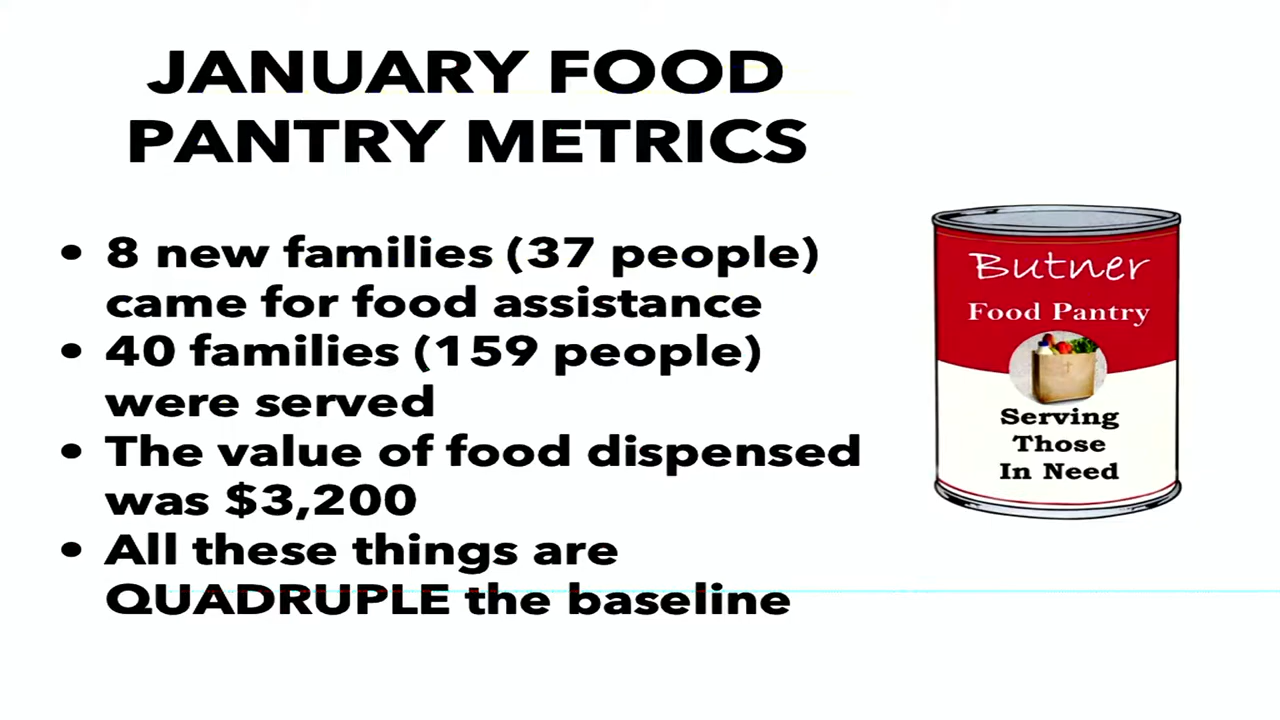 JANUARY FOOD
PANTRY METRICS
• 8 new families (37 people)
came for food assistance
• 40 families (159 people)
were served
• The value of food dispensed
was $3,200
• All these things are
QUADRUPLE the baseline
Butner
Food Pantry
Serving
Those
In Need